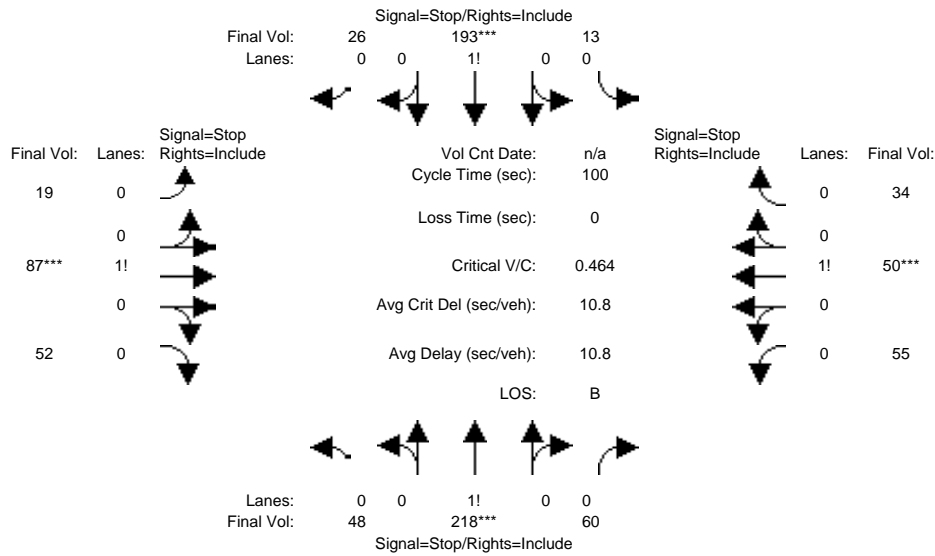 Signal=Stop/Rights=Include
Final Vol: 26 193*** 13
Lanes: 0 0 1! 0 0
Signal=Stop Signal=Stop
Final Vol: Lanes: Rights=Include Vol Cnt Date: n/a Rights=Include Lanes: Final Vol:
Cycle Time (sec): 100
19 0 0 34
Loss Time (sec): 0
0 0
87*** 1! Critical V/C: 0.464 1! 50***
0 Avg Crit Del (sec/veh): 10.8 0
52 0 Avg Delay (sec/veh): 10.8 0 55
LOS: B
Lanes: 0 0 1! 0 0
Final Vol: 48 218*** 60
Signal=Stop/Rights=Include